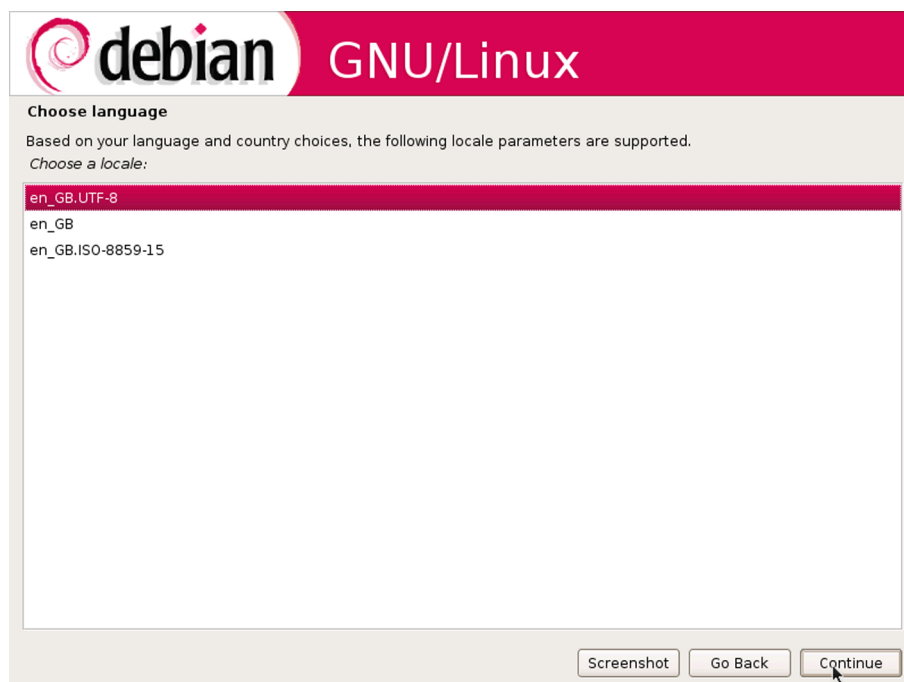 debian GNU/Linux
Choose language
Based on your language and country choices, the following locale parameters are supported.
Choose a locale:
en_GB.UTF-8
en_GB
en_GB.ISO-8859-15
Screenshot Go Back Continue